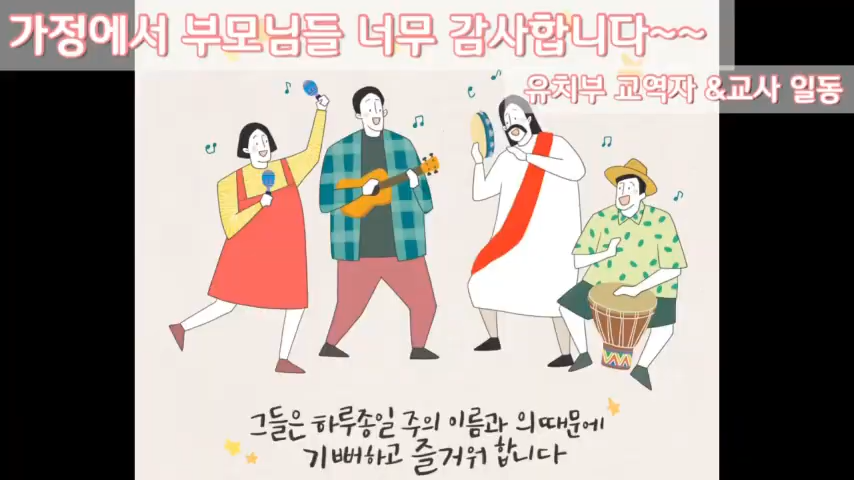 가정에서 부모님들 너무 감사합니다~~
유치부 교역자 &교사 일동
그들은 하루종일 주의 이름과 의 때문에
기뻐하고 즐거워 합니다